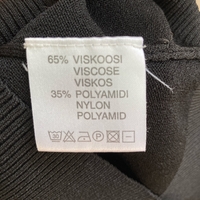 65% VISKOOSI
VISCOSE
VISKOS
35% POLYAMIDI
NYLON
POLYAMID